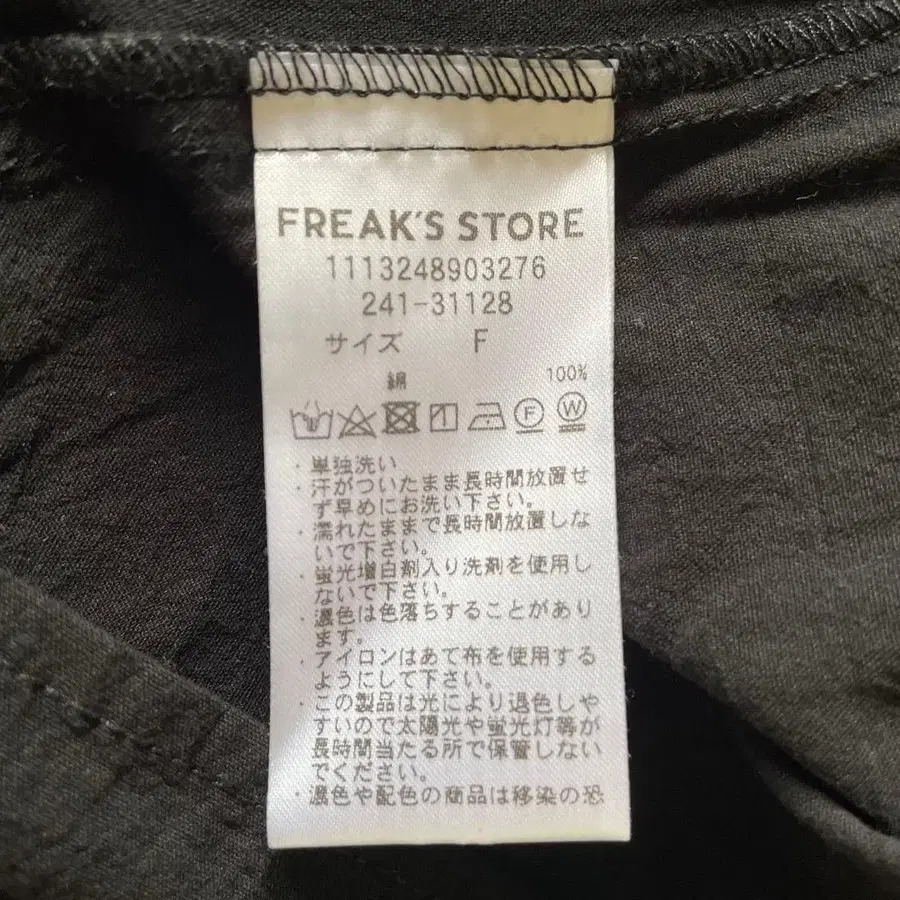 FREAK'S STORE
1113248903276
241-31128
サイズ F
綿 100%
F W
・単独洗い
・汗がついたまま長時間放置せ
ず早めにお洗い下さい。
・濡れたままで長時間放置しな
いで下さい。
・蛍光増白剤入り洗剤を使用し
ないで下さい。
・濃色は色落ちすることがあり
ます。
・アイロンはあて布を使用する
ようにして下さい。
・この製品は光により退色しや
すいので太陽光や蛍光灯等が
長時間当たる所で保管しない
でください。
・濃色や配色の商品は移染の恐